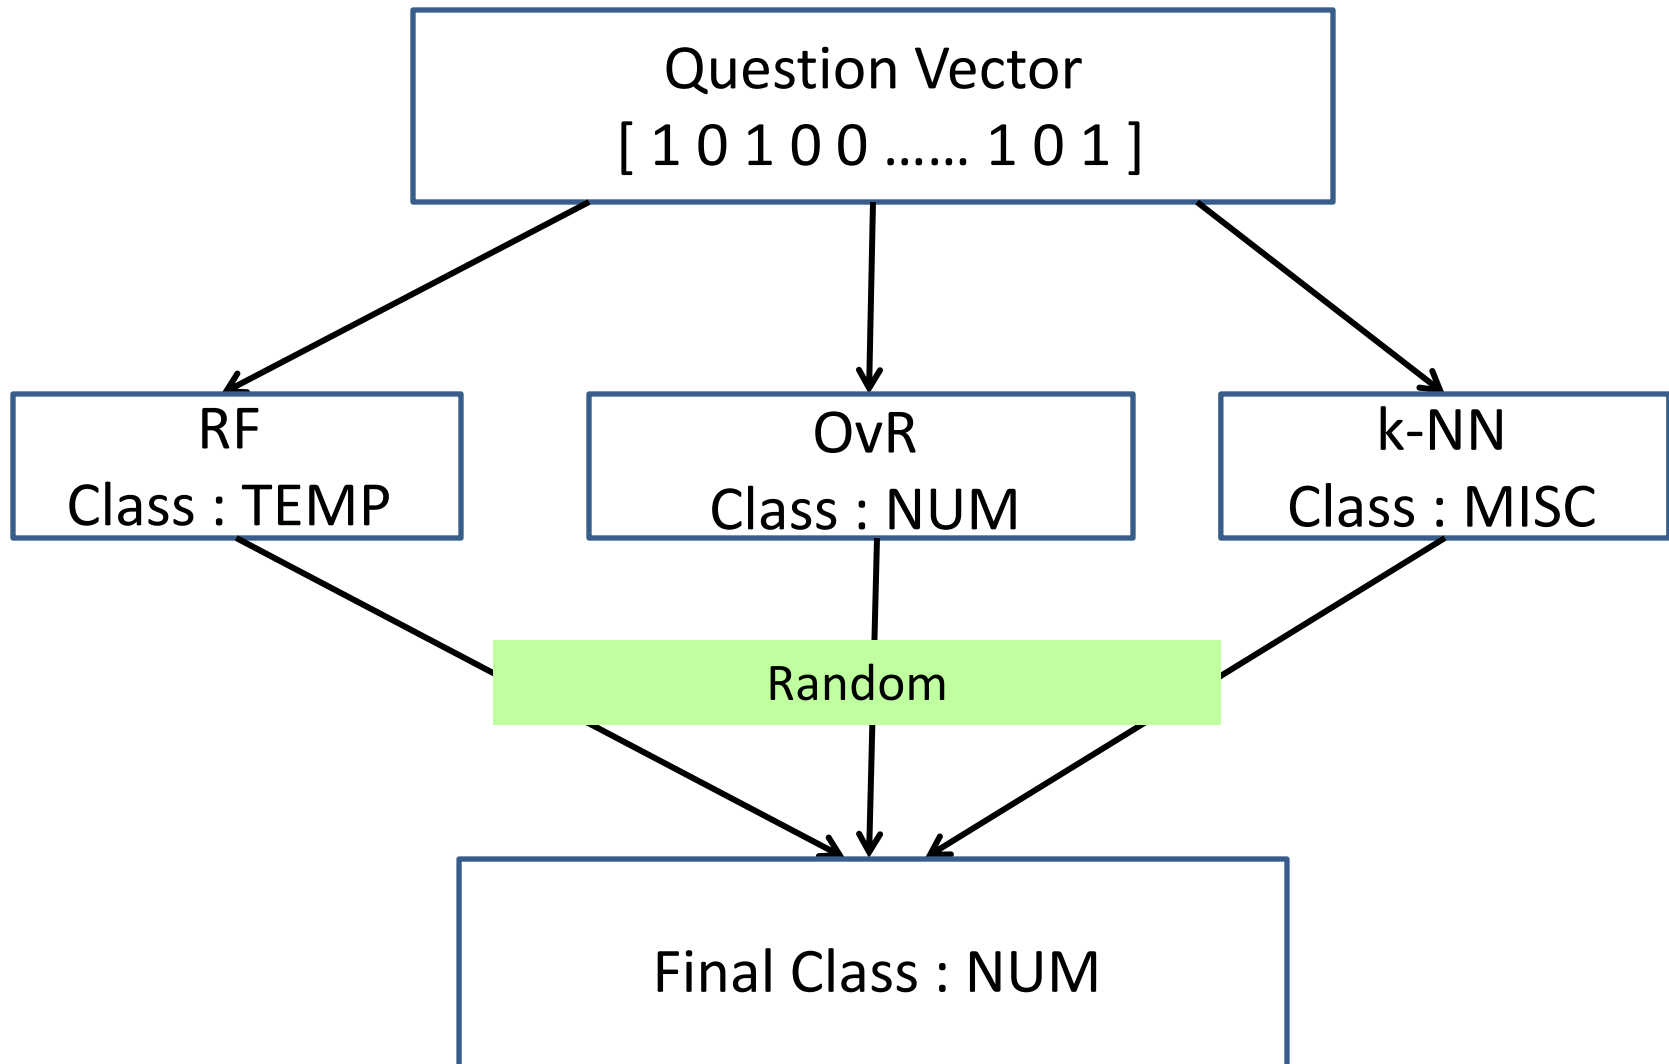 Question Vector
[ 1 0 1 0 0 ...... 1 0 1 ]
RF
Class : TEMP
OvR
Class : NUM
k-NN
Class : MISC
Random
Final Class : NUM